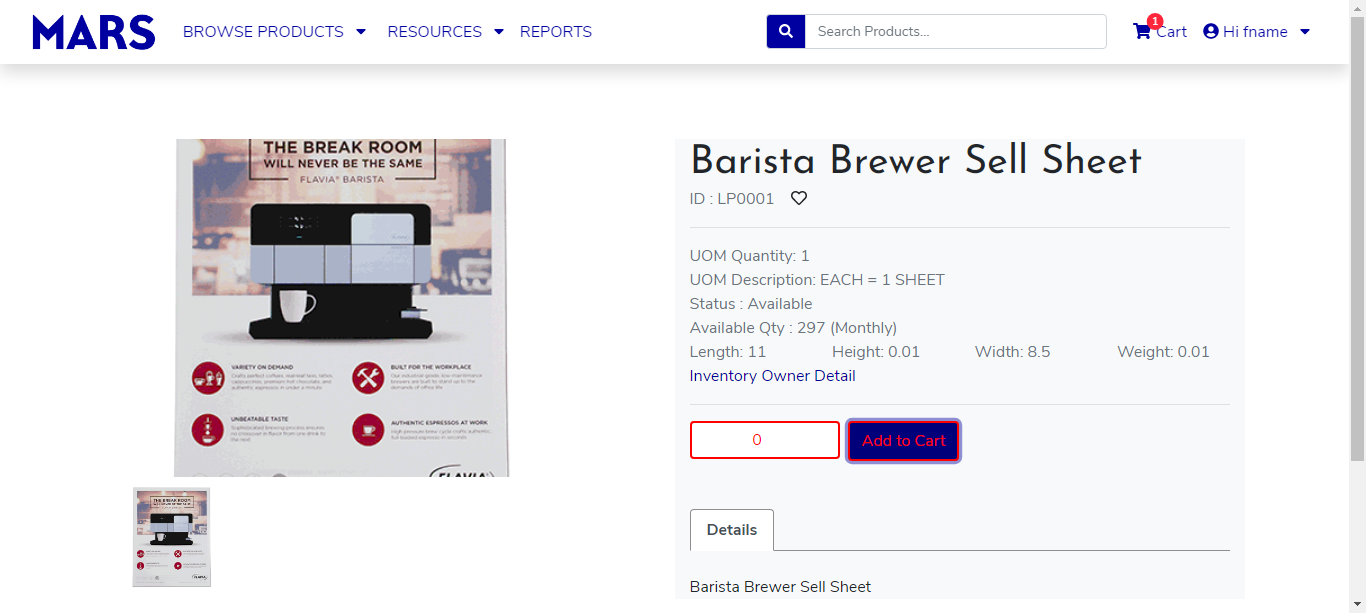 MARS
BROWSE PRODUCTS
RESOURCES
REPORTS
Search Products...
1
Cart
Hi fname
THE BREAK ROOM
WILL NEVER BE THE SAME
FLAVIA® BARISTA
VARIETY ON DEMAND
BUILT FOR THE WORKPLACE
UNBEATABLE TASTE
AUTHENTIC ESPRESSOS AT WORK
FLAVIA®
Barista Brewer Sell Sheet
ID : LP0001
UOM Quantity: 1
UOM Description: EACH = 1 SHEET
Status : Available
Available Qty : 297 (Monthly)
Length: 11 Height: 0.01 Width: 8.5 Weight: 0.01
Inventory Owner Detail
0
Add to Cart
Details
Barista Brewer Sell Sheet